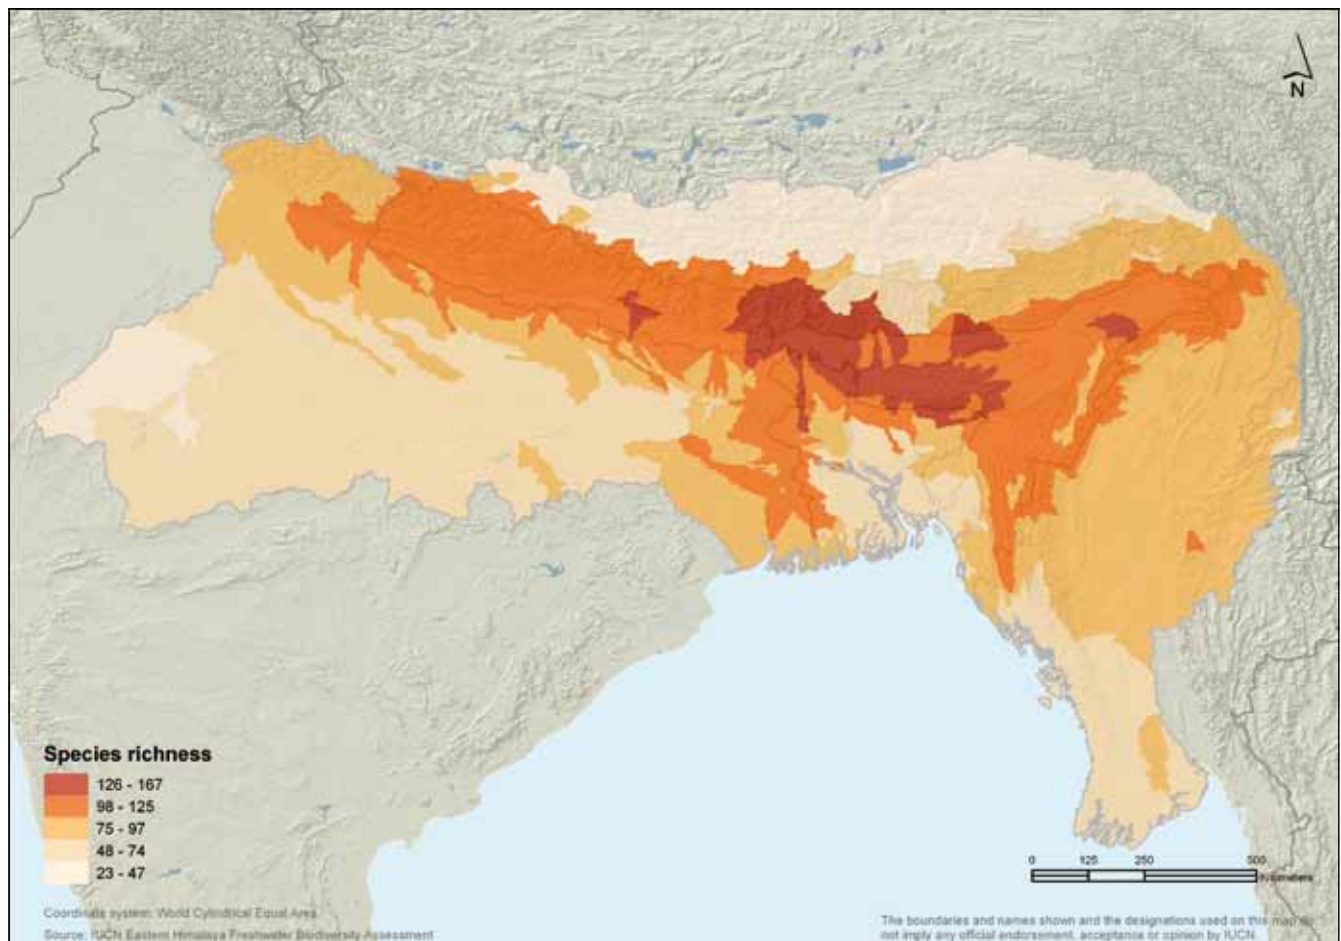 N
Species richness
126 - 167
98 - 125
75 - 97
48 - 74
23 - 47
0 125 250 500
Kilometers
Coordinate system: World Cylindrical Equal Area
Source: IUCN Eastern Himalaya Freshwater Biodiversity Assessment
The boundaries and names shown and the designations used on this map do
not imply any official endorsement, acceptance or opinion by IUCN.